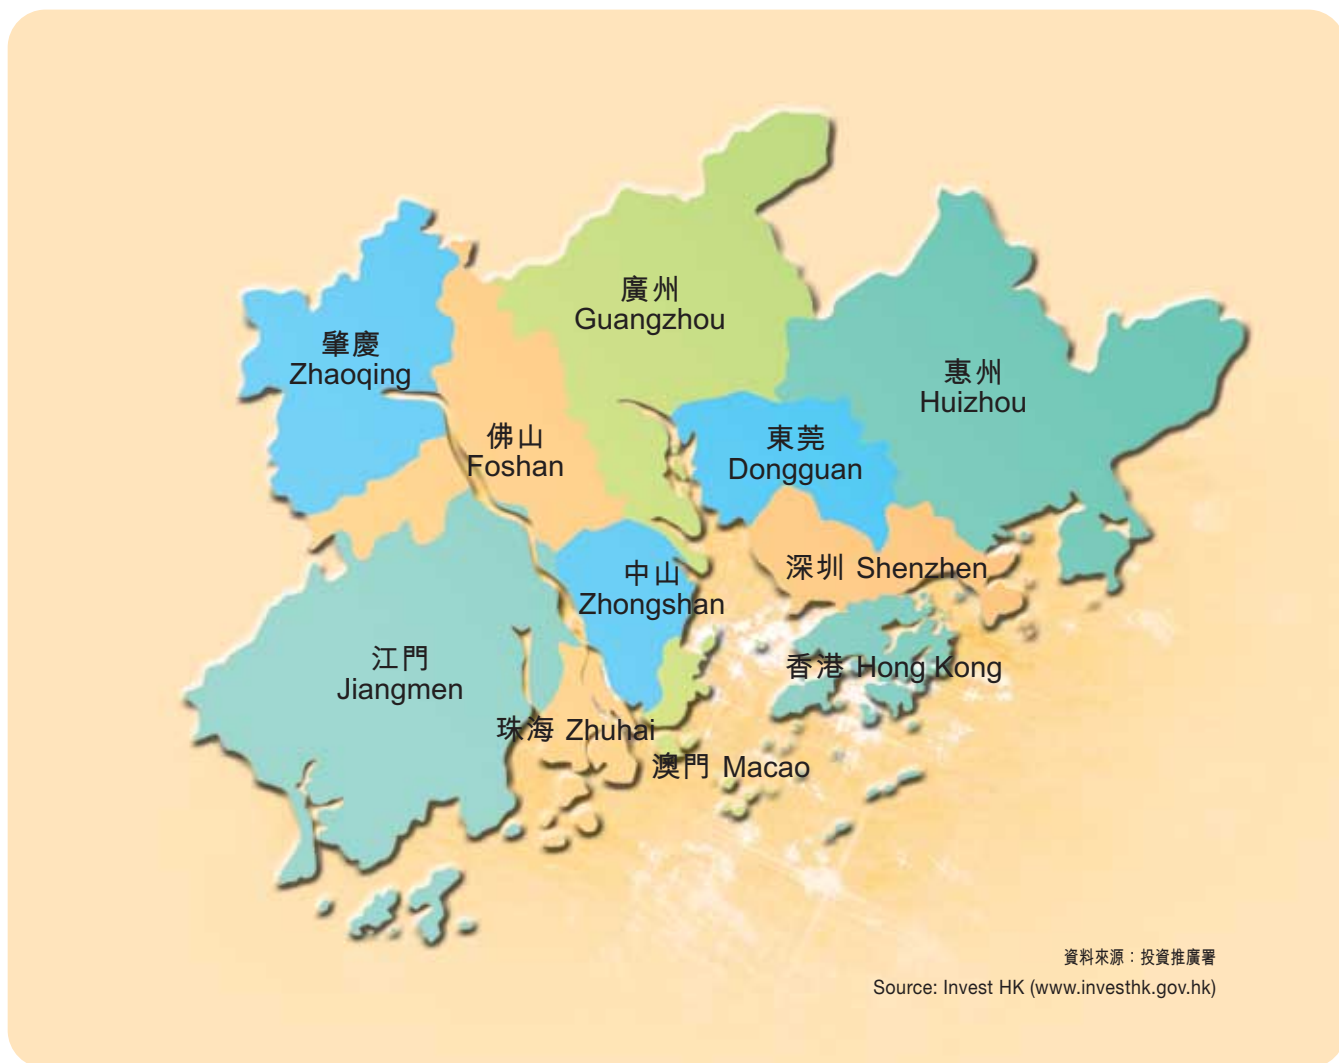 廣州
Guangzhou
肇慶
Zhaoqing
惠州
Huizhou
佛山
Foshan
東莞
Dongguan
深圳 Shenzhen
中山
Zhongshan
江門
Jiangmen
香港 Hong Kong
珠海 Zhuhai
澳門 Macao
資料來源：投資推廣署
Source: Invest HK (www.investhk.gov.hk)